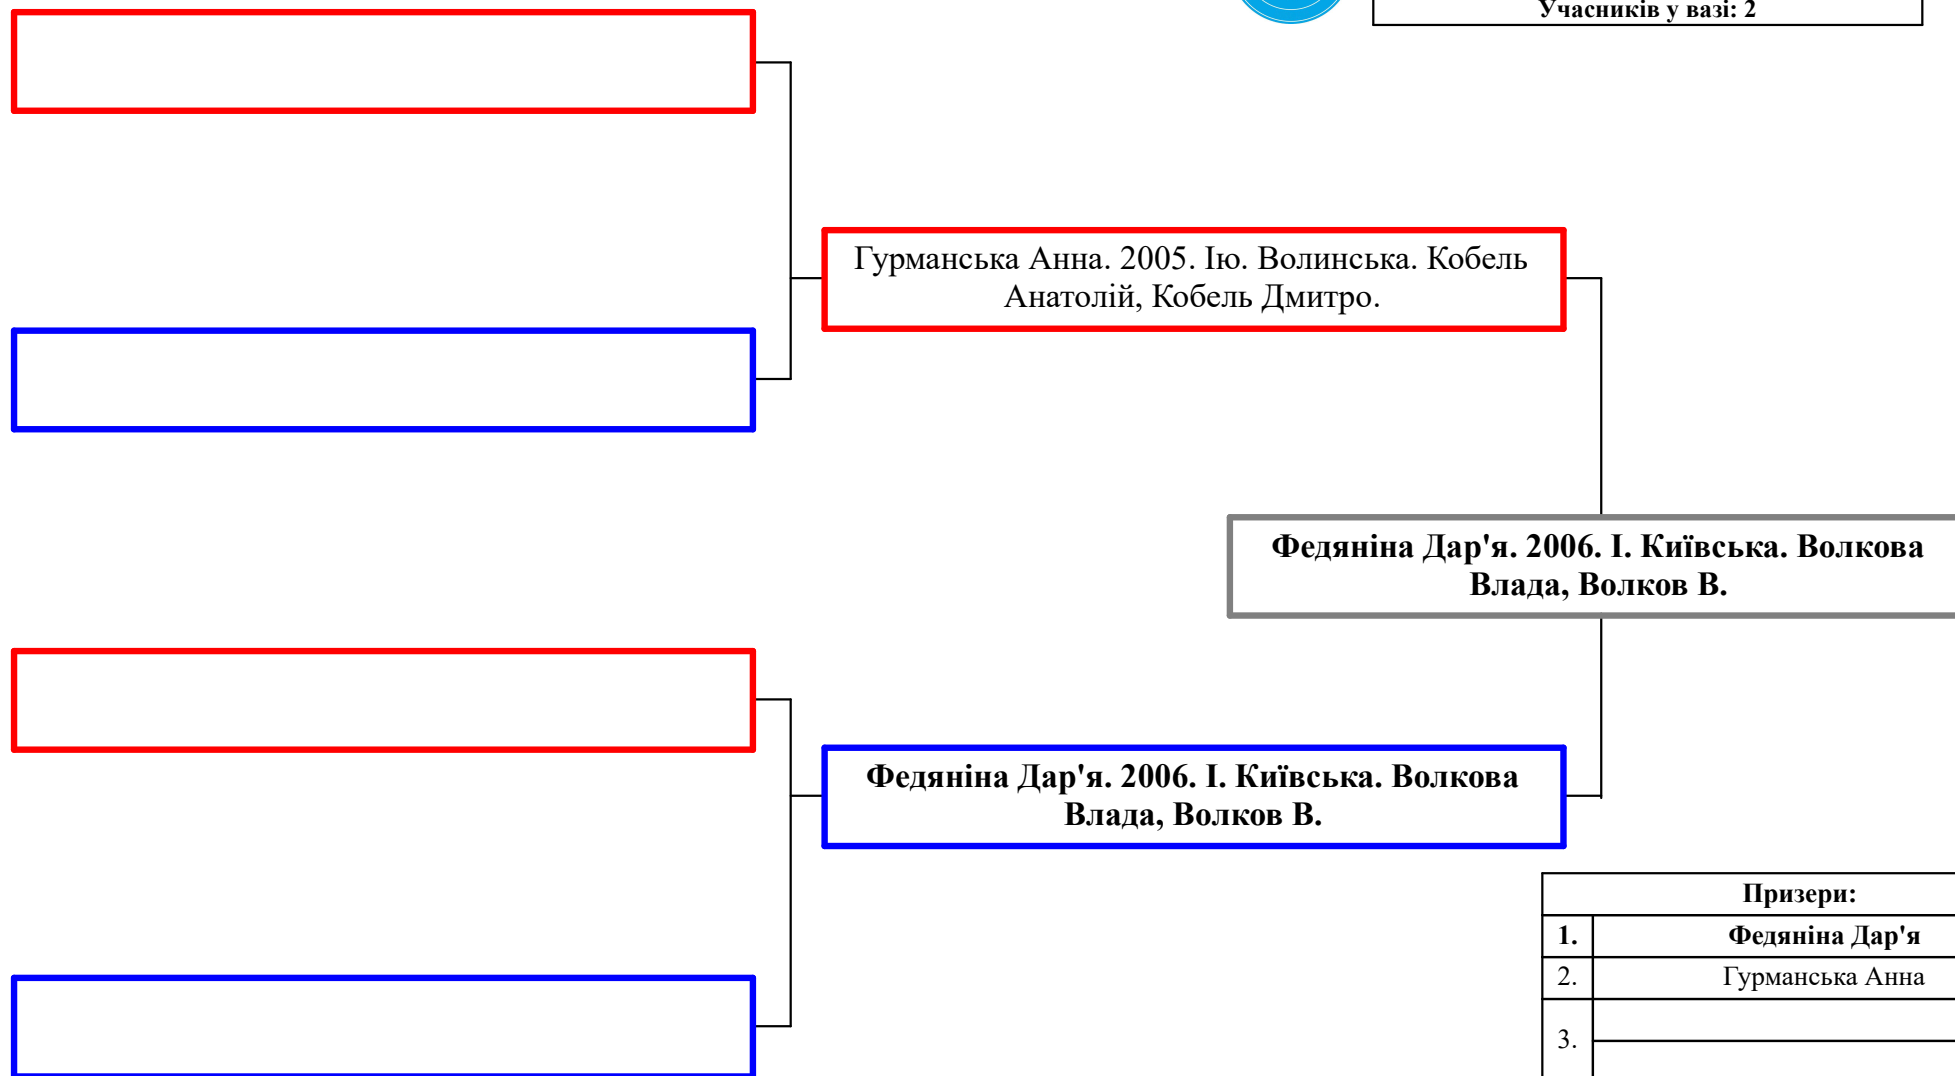 Учасників у вазі: 2
Гурманська Анна. 2005. Ію. Волинська. Кобель
Анатолій, Кобель Дмитро.
Федяніна Дар'я. 2006. І. Київська. Волкова
Влада, Волков В.
Федяніна Дар'я. 2006. І. Київська. Волкова
Влада, Волков В.
Призери:
1. Федяніна Дар'я
2. Гурманська Анна
3.